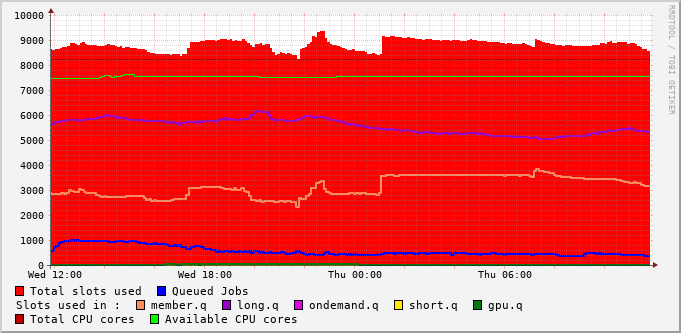 10000
9000
8000
7000
6000
5000
4000
3000
2000
1000
0
Wed 12:00 Wed 18:00 Thu 00:00 Thu 06:00
Total slots used Queued Jobs
Slots used in : member.q long.q ondemand.q short.q gpu.q
Total CPU cores Available CPU cores
RRDTOOL / TOBI OETIKER